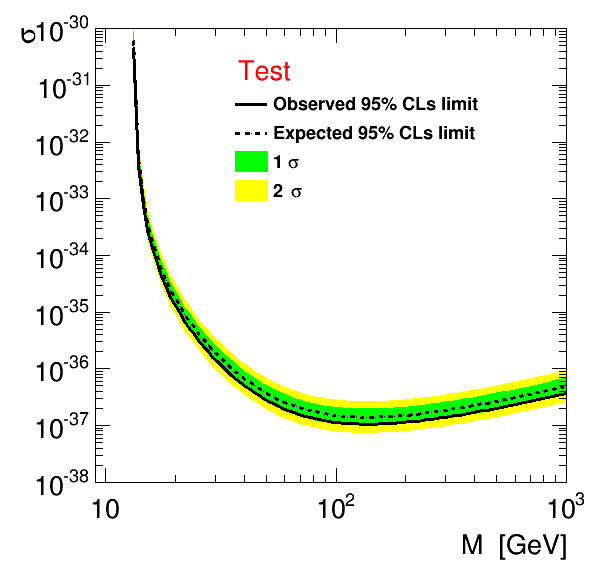 σ
10^-30
10^-31
10^-32
10^-33
10^-34
10^-35
10^-36
10^-37
10^-38
Test
Observed 95% CLs limit
Expected 95% CLs limit
1 σ
2 σ
10 10^2 10^3
M [GeV]